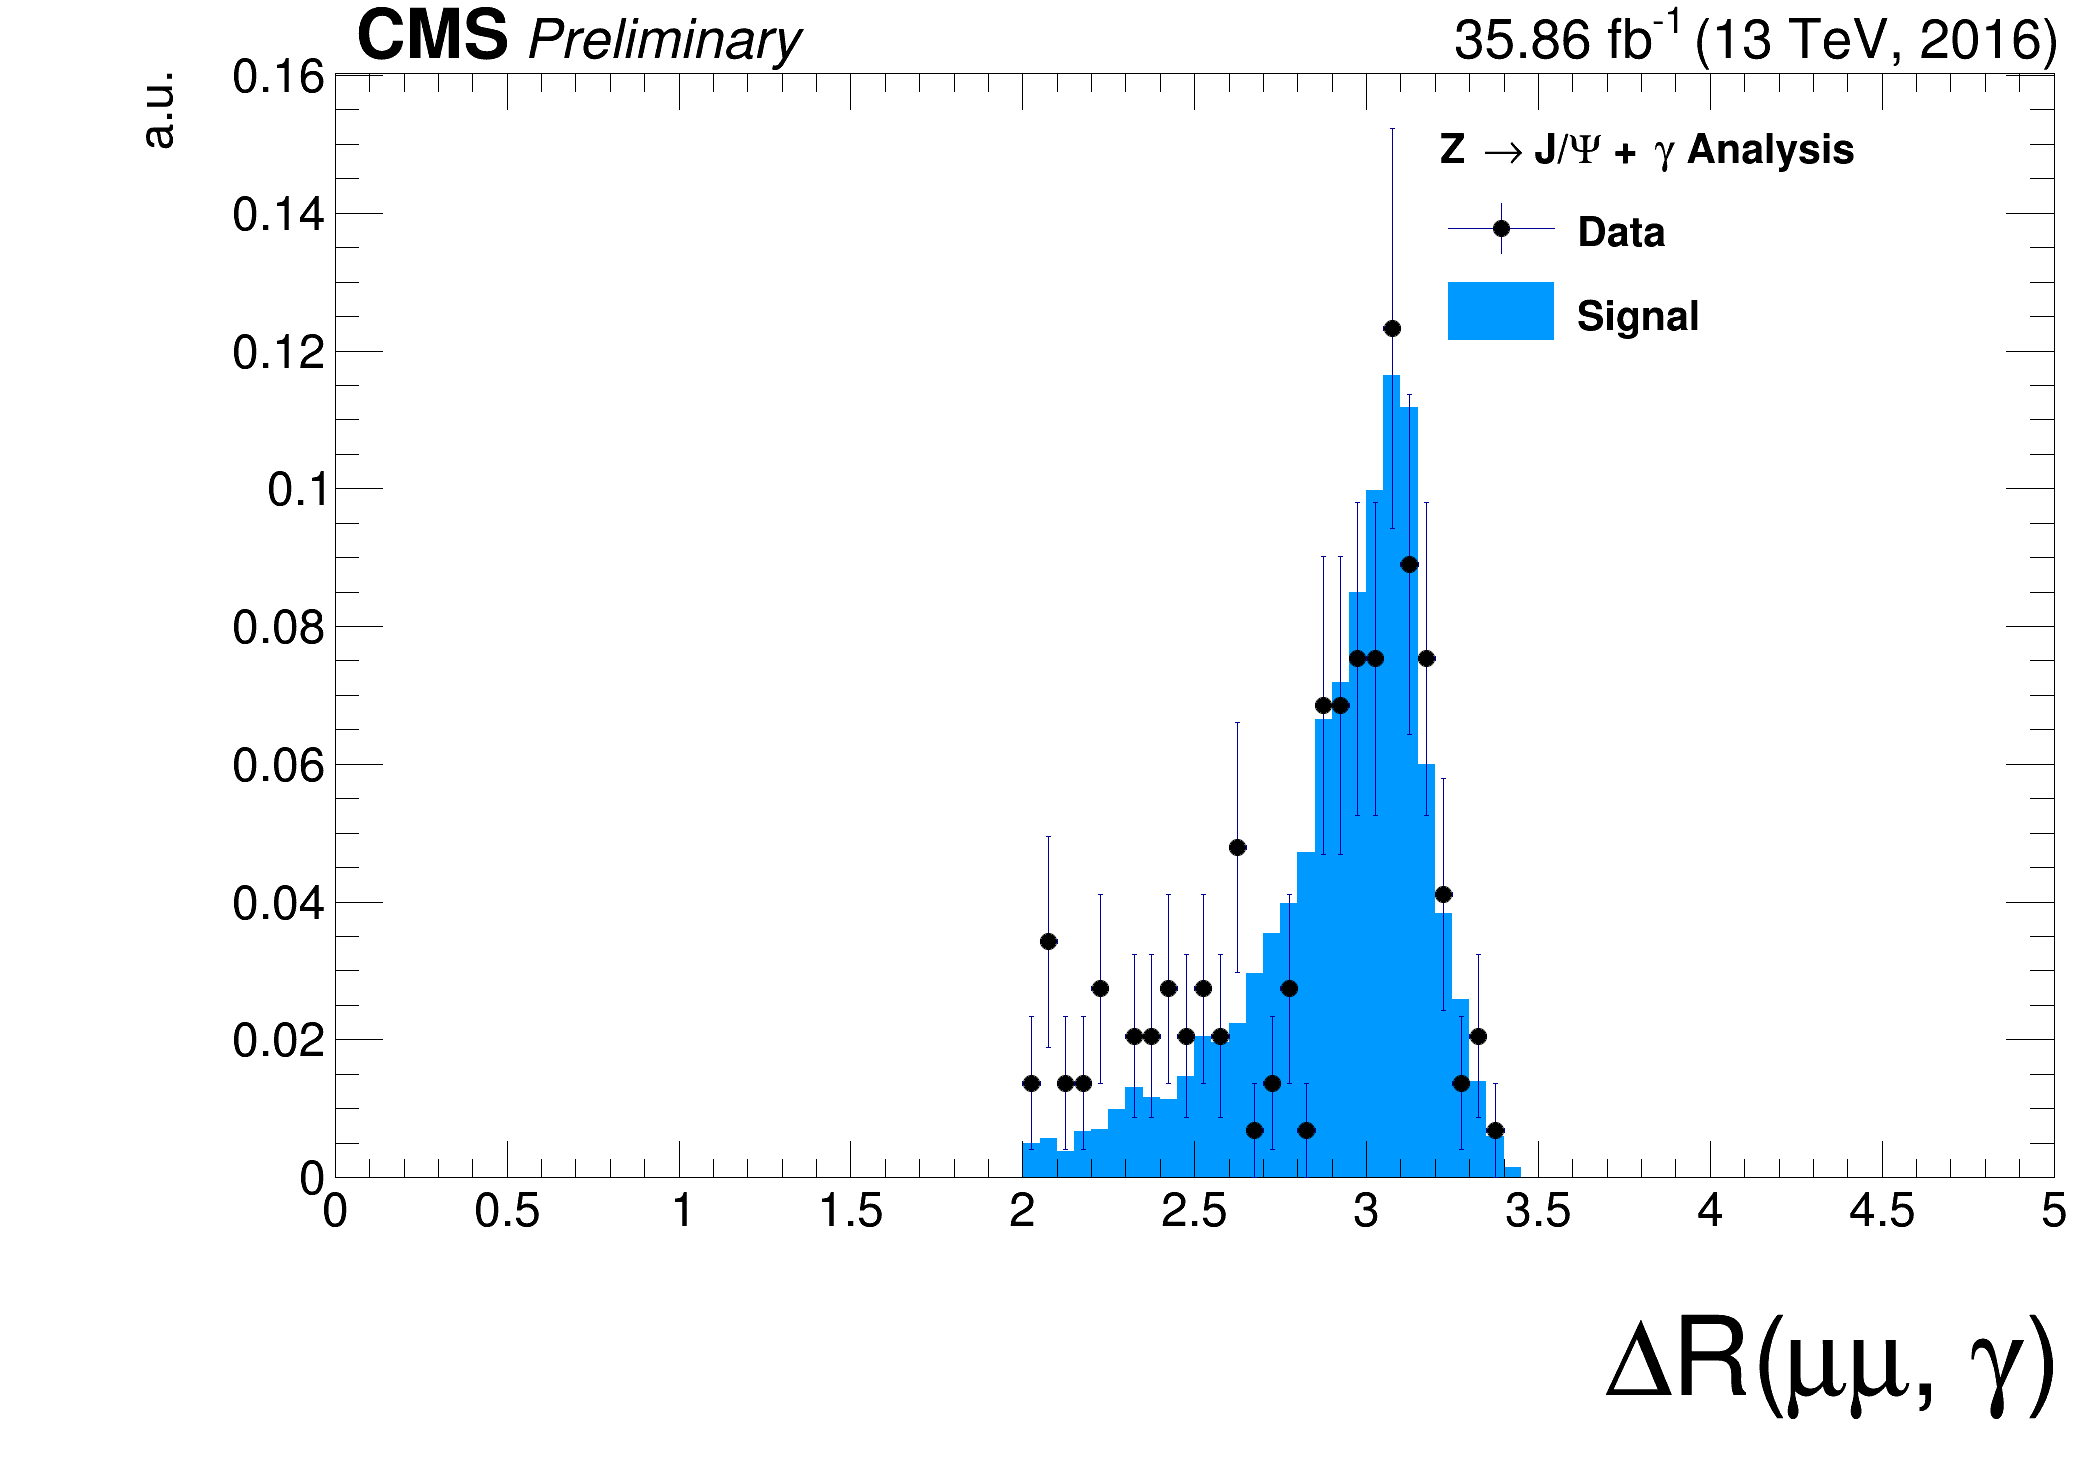 CMS Preliminary 35.86 fb⁻¹ (13 TeV, 2016)
a.u.
0.16
0.14
0.12
0.1
0.08
0.06
0.04
0.02
0
Z → J/Ψ + γ Analysis
Data
Signal
0 0.5 1 1.5 2 2.5 3 3.5 4 4.5 5
ΔR(μμ, γ)